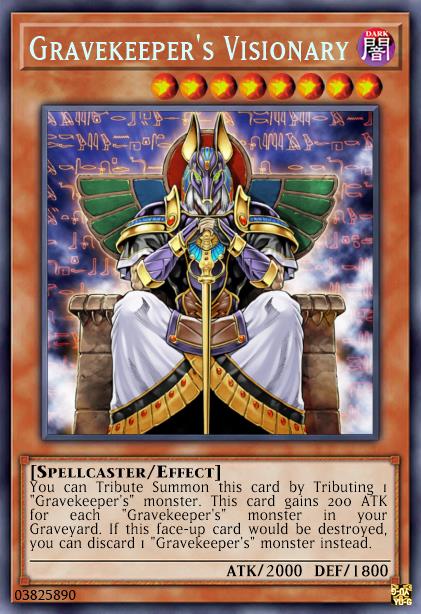 GRAVEKEEPER'S VISIONARY
DARK
闇
[SPELLCASTER/EFFECT]
You can Tribute Summon this card by Tributing 1
"Gravekeeper's" monster. This card gains 200 ATK
for each "Gravekeeper's" monster in your
Graveyard. If this face-up card would be destroyed,
you can discard 1 "Gravekeeper's" monster instead.
ATK/2000 DEF/1800
03825890